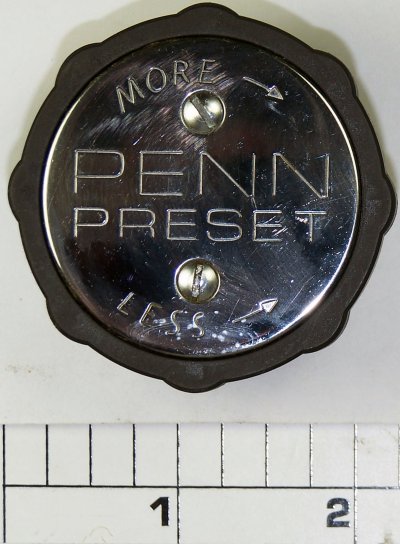 MORE
PENN
PRESET
LESS
1 2